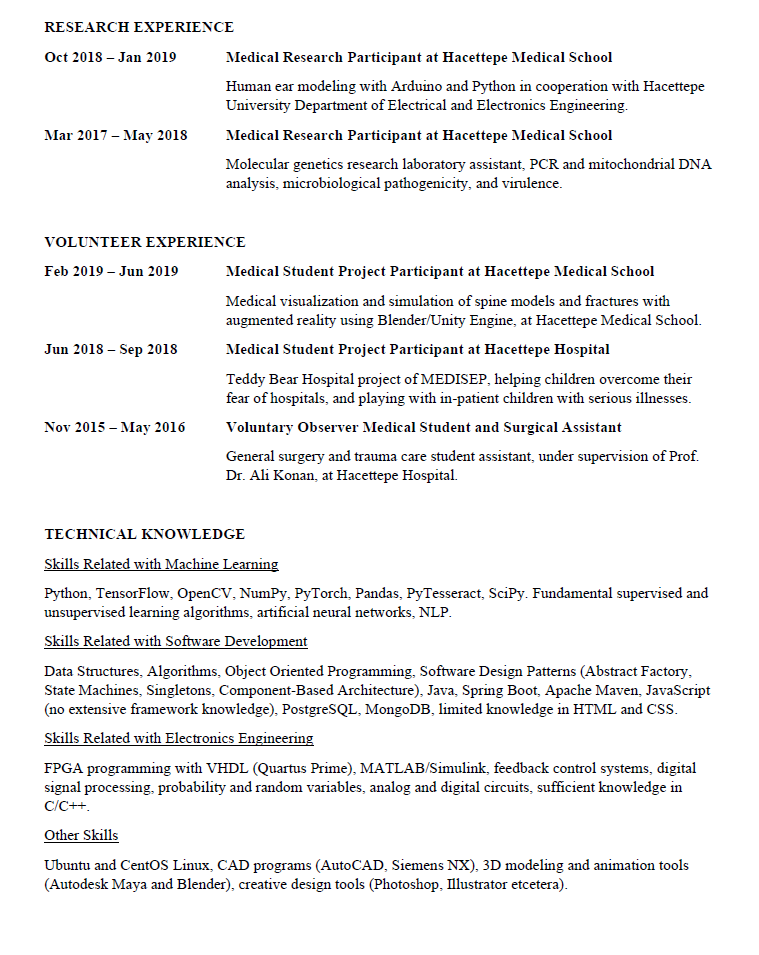 RESEARCH EXPERIENCE
Oct 2018 – Jan 2019 Medical Research Participant at Hacettepe Medical School
Human ear modeling with Arduino and Python in cooperation with Hacettepe
University Department of Electrical and Electronics Engineering.
Mar 2017 – May 2018 Medical Research Participant at Hacettepe Medical School
Molecular genetics research laboratory assistant, PCR and mitochondrial DNA
analysis, microbiological pathogenicity, and virulence.
VOLUNTEER EXPERIENCE
Feb 2019 – Jun 2019 Medical Student Project Participant at Hacettepe Medical School
Medical visualization and simulation of spine models and fractures with
augmented reality using Blender/Unity Engine, at Hacettepe Medical School.
Jun 2018 – Sep 2018 Medical Student Project Participant at Hacettepe Hospital
Teddy Bear Hospital project of MEDISEP, helping children overcome their
fear of hospitals, and playing with in-patient children with serious illnesses.
Nov 2015 – May 2016 Voluntary Observer Medical Student and Surgical Assistant
General surgery and trauma care student assistant, under supervision of Prof.
Dr. Ali Konan, at Hacettepe Hospital.
TECHNICAL KNOWLEDGE
Skills Related with Machine Learning
Python, TensorFlow, OpenCV, NumPy, PyTorch, Pandas, PyTesseract, SciPy. Fundamental supervised and
unsupervised learning algorithms, artificial neural networks, NLP.
Skills Related with Software Development
Data Structures, Algorithms, Object Oriented Programming, Software Design Patterns (Abstract Factory,
State Machines, Singletons, Component-Based Architecture), Java, Spring Boot, Apache Maven, JavaScript
(no extensive framework knowledge), PostgreSQL, MongoDB, limited knowledge in HTML and CSS.
Skills Related with Electronics Engineering
FPGA programming with VHDL (Quartus Prime), MATLAB/Simulink, feedback control systems, digital
signal processing, probability and random variables, analog and digital circuits, sufficient knowledge in
C/C++.
Other Skills
Ubuntu and CentOS Linux, CAD programs (AutoCAD, Siemens NX), 3D modeling and animation tools
(Autodesk Maya and Blender), creative design tools (Photoshop, Illustrator etcetera).